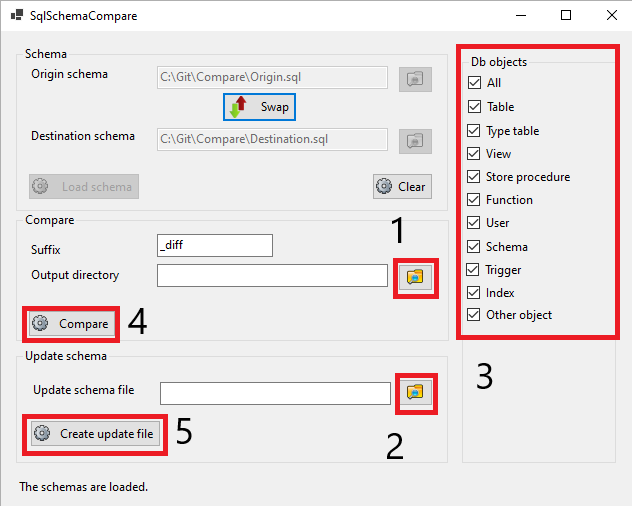 SqlSchemaCompare
Schema
Origin schema
C:\Git\Compare\Origin.sql
Swap
Destination schema
C:\Git\Compare\Destination.sql
Load schema
Clear
Compare
1
Suffix
_diff
Output directory
Compare
4
Update schema
Update schema file
2
Create update file
5
Db objects
All
Table
Type table
View
Store procedure
Function
User
Schema
Trigger
Index
Other object
3
The schemas are loaded.